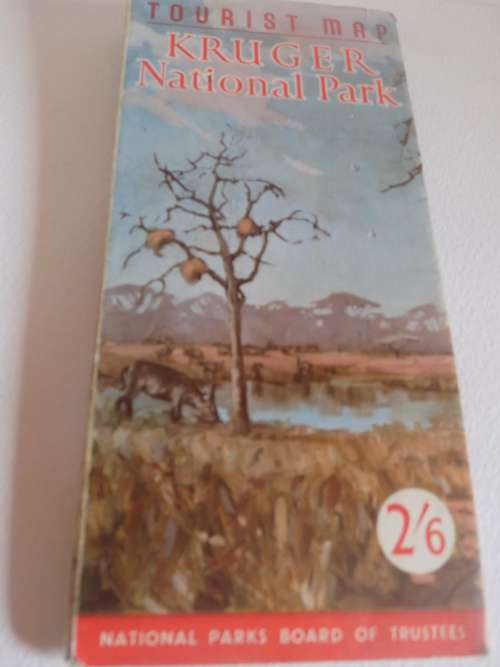 TOURIST MAP
KRUGER
National Park
2/6
NATIONAL PARKS BOARD OF TRUSTEES